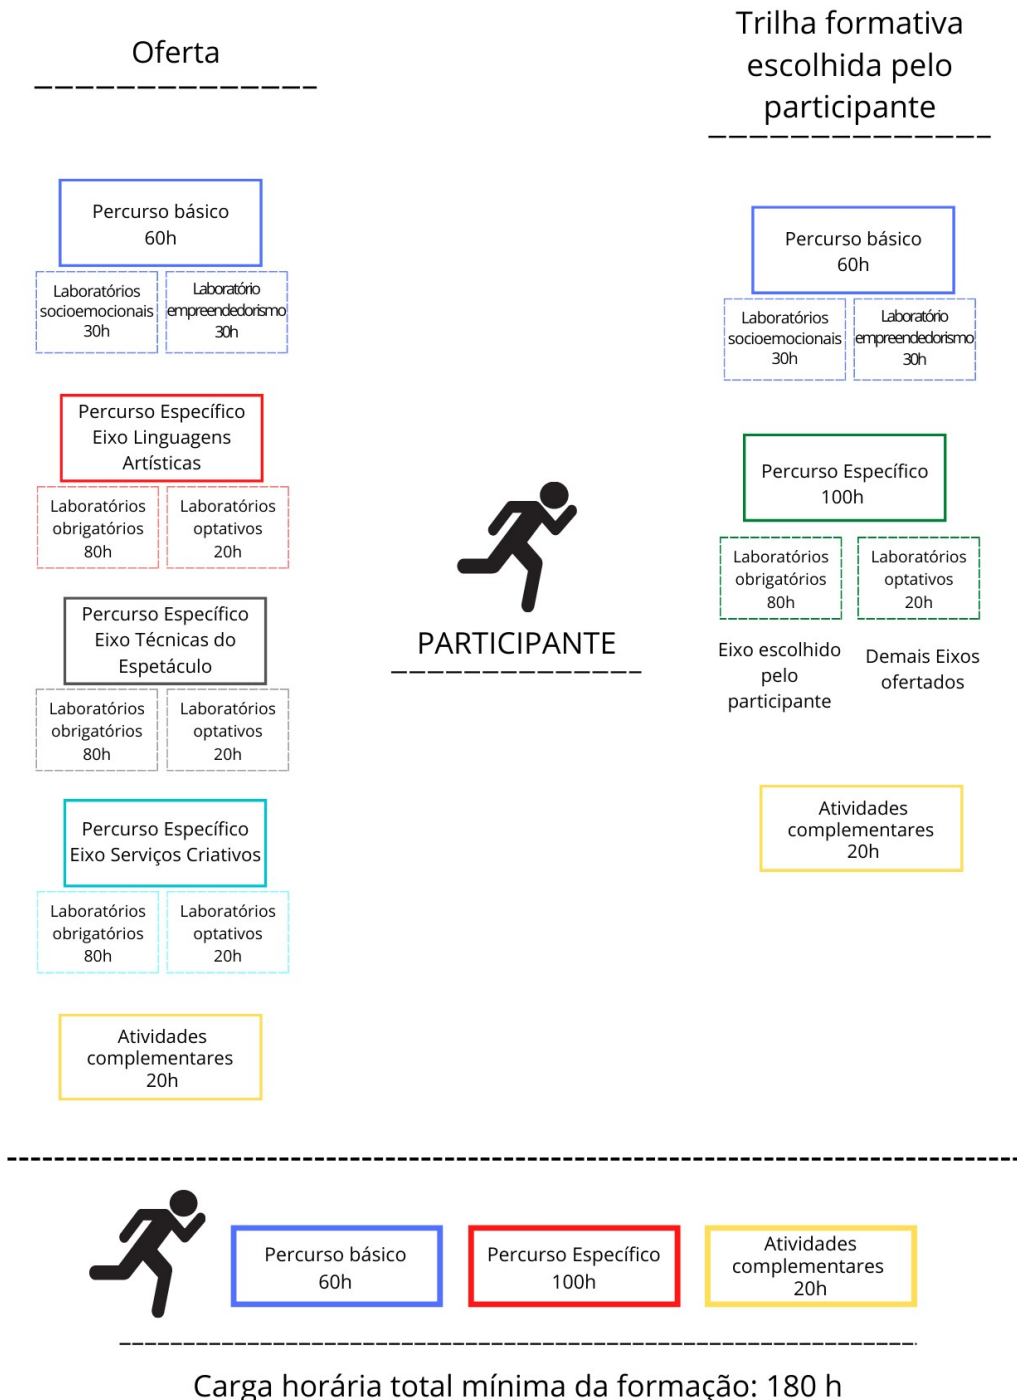 Oferta
Percurso básico
60h
Laboratórios
socioemocionais
30h
Laboratório
empreendedorismo
30h
Percurso Específico
Eixo Linguagens
Artísticas
Laboratórios
obrigatórios
80h
Laboratórios
optativos
20h
Percurso Específico
Eixo Técnicas do
Espetáculo
Laboratórios
obrigatórios
80h
Laboratórios
optativos
20h
Percurso Específico
Eixo Serviços Criativos
Laboratórios
obrigatórios
80h
Laboratórios
optativos
20h
Atividades
complementares
20h
PARTICIPANTE
Trilha formativa
escolhida pelo
participante
Percurso básico
60h
Laboratórios
socioemocionais
30h
Laboratório
empreendedorismo
30h
Percurso Específico
100h
Laboratórios
obrigatórios
80h
Laboratórios
optativos
20h
Eixo escolhido
pelo
participante
Demais Eixos
ofertados
Atividades
complementares
20h
Percurso básico
60h
Percurso Específico
100h
Atividades
complementares
20h
Carga horária total mínima da formação: 180 h